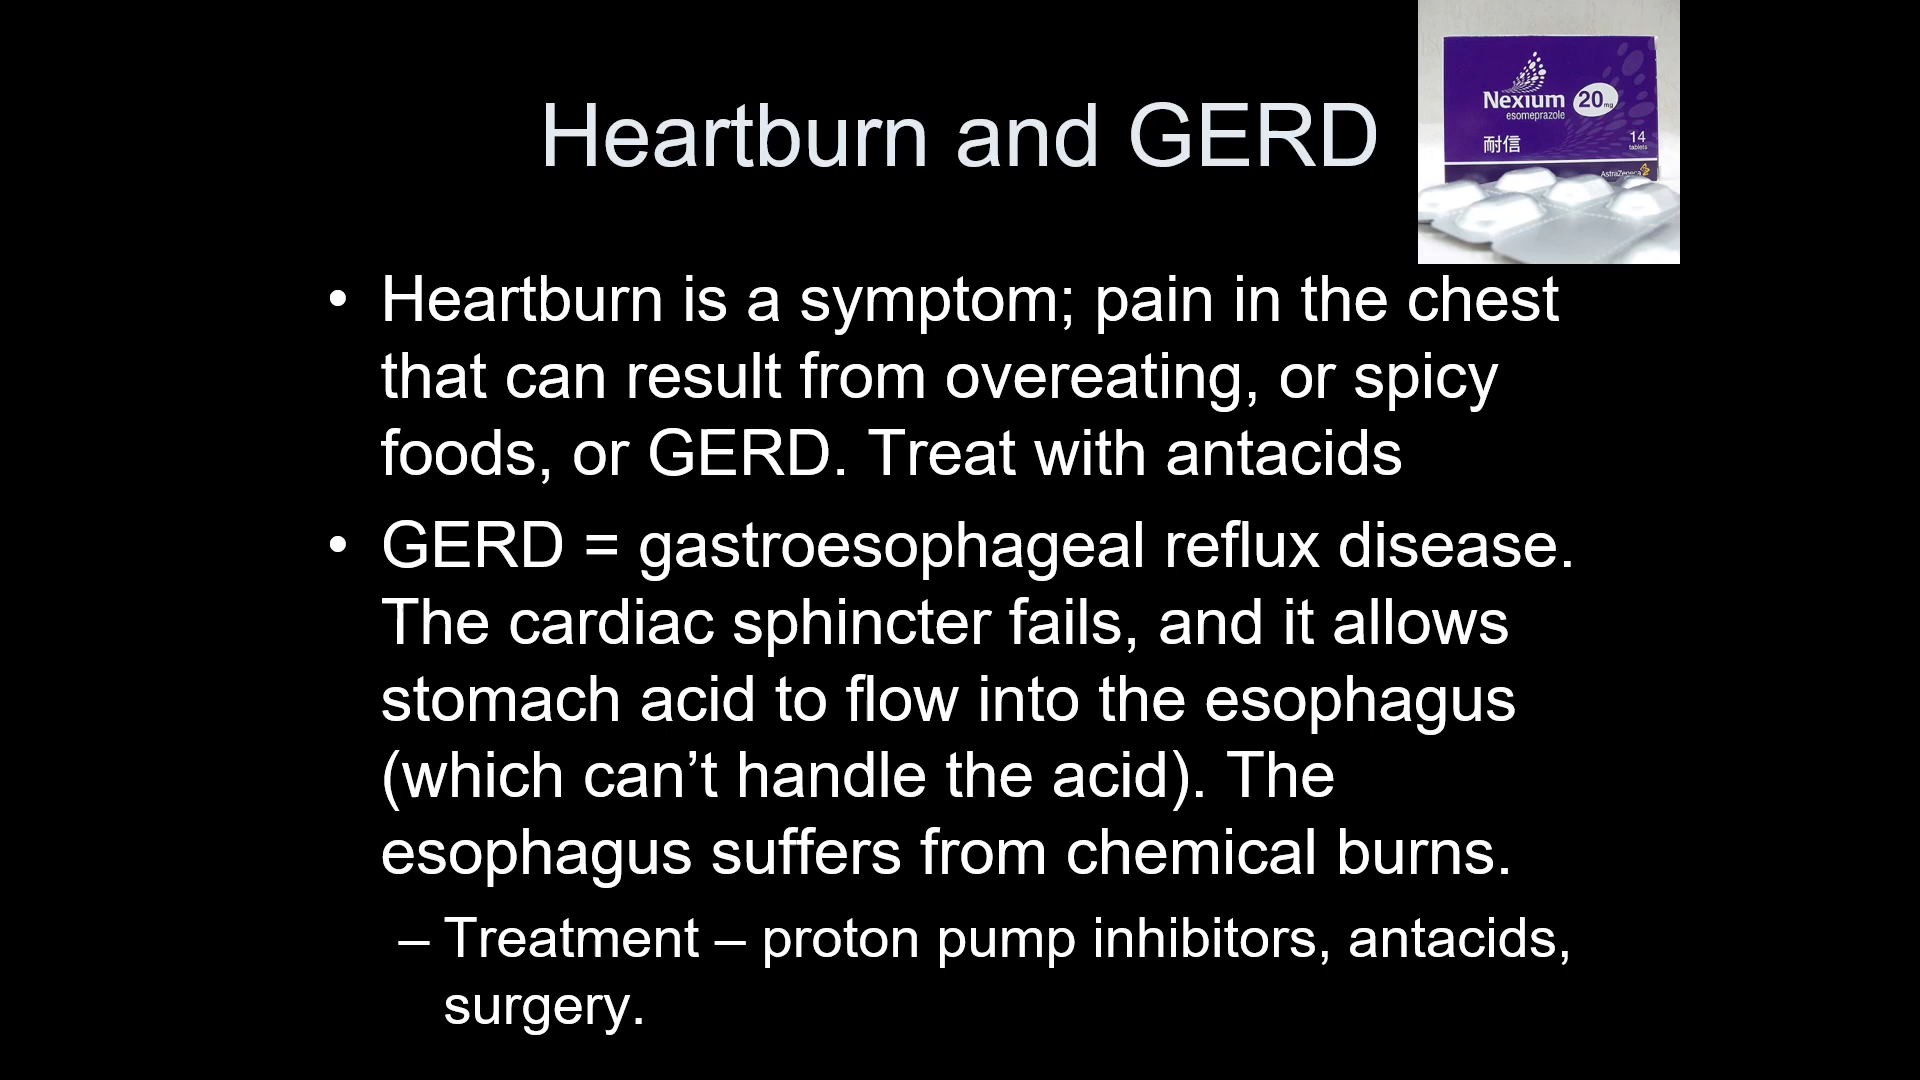 Heartburn and GERD
Nexium 20 mg
esomeprazole
耐信
14
tablets
AstraZeneca
• Heartburn is a symptom; pain in the chest
that can result from overeating, or spicy
foods, or GERD. Treat with antacids
• GERD = gastroesophageal reflux disease.
The cardiac sphincter fails, and it allows
stomach acid to flow into the esophagus
(which can’t handle the acid). The
esophagus suffers from chemical burns.
– Treatment – proton pump inhibitors, antacids,
surgery.